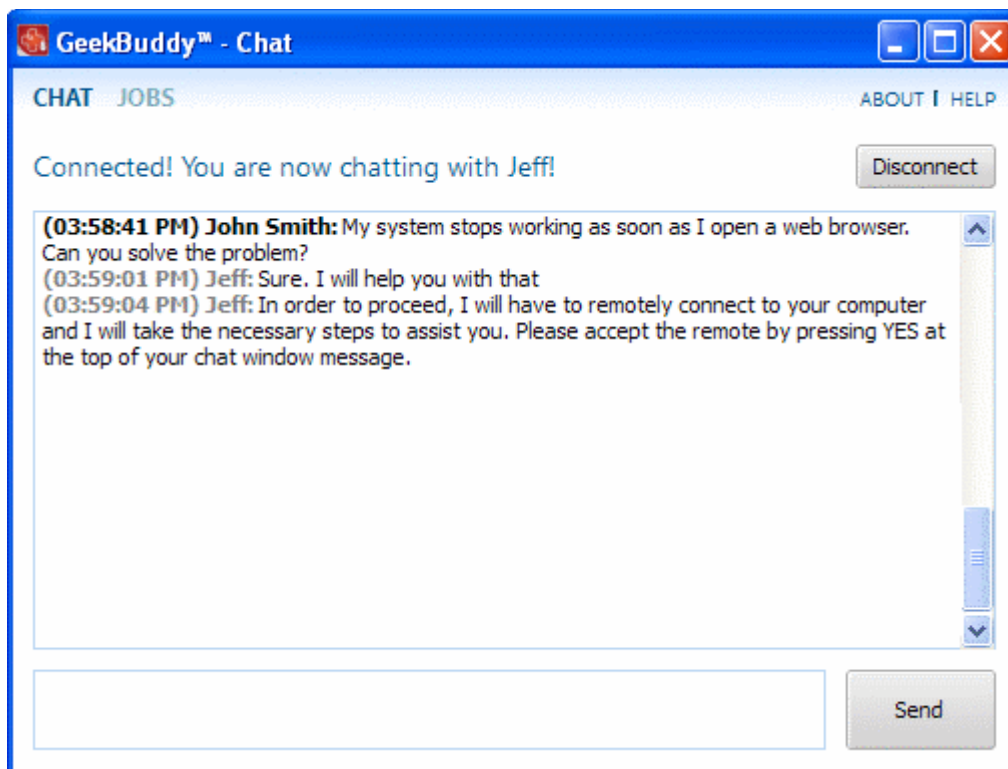 GeekBuddy™ - Chat
CHAT JOBS
ABOUT | HELP
Connected! You are now chatting with Jeff!
Disconnect
(03:58:41 PM) John Smith: My system stops working as soon as I open a web browser.
Can you solve the problem?
(03:59:01 PM) Jeff: Sure. I will help you with that
(03:59:04 PM) Jeff: In order to proceed, I will have to remotely connect to your computer
and I will take the necessary steps to assist you. Please accept the remote by pressing YES at
the top of your chat window message.
Send